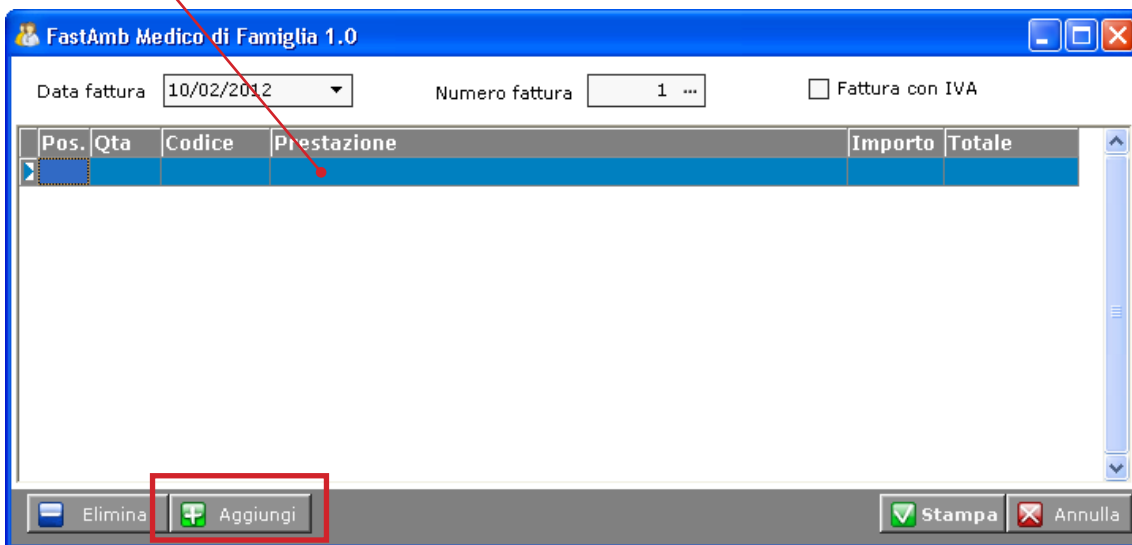 FastAmb Medico di Famiglia 1.0
Data fattura 10/02/2012 Numero fattura 1 ... Fattura con IVA
Pos. Qta Codice Prestazione Importo Totale
Elimina Aggiungi Stampa Annulla